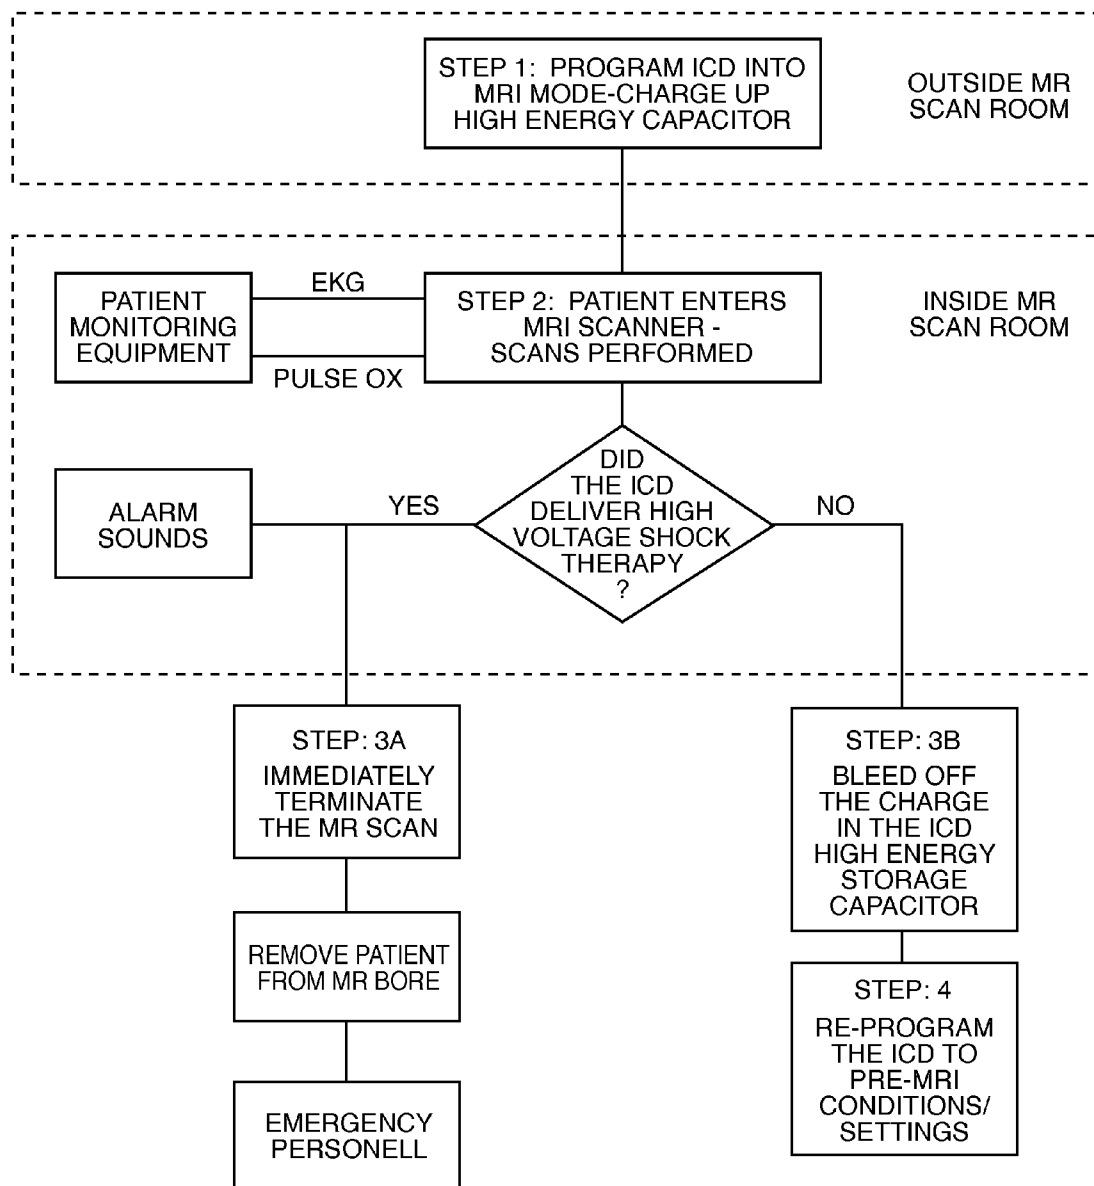 STEP 1: PROGRAM ICD INTO
MRI MODE-CHARGE UP
HIGH ENERGY CAPACITOR
OUTSIDE MR
SCAN ROOM
PATIENT
MONITORING
EQUIPMENT
EKG
PULSE OX
STEP 2: PATIENT ENTERS
MRI SCANNER -
SCANS PERFORMED
INSIDE MR
SCAN ROOM
ALARM
SOUNDS
YES
DID
THE ICD
DELIVER HIGH
VOLTAGE SHOCK
THERAPY
?
NO
STEP: 3A
IMMEDIATELY
TERMINATE
THE MR SCAN
REMOVE PATIENT
FROM MR BORE
EMERGENCY
PERSONELL
STEP: 3B
BLEED OFF
THE CHARGE
IN THE ICD
HIGH ENERGY
STORAGE
CAPACITOR
STEP: 4
RE-PROGRAM
THE ICD TO
PRE-MRI
CONDITIONS/
SETTINGS